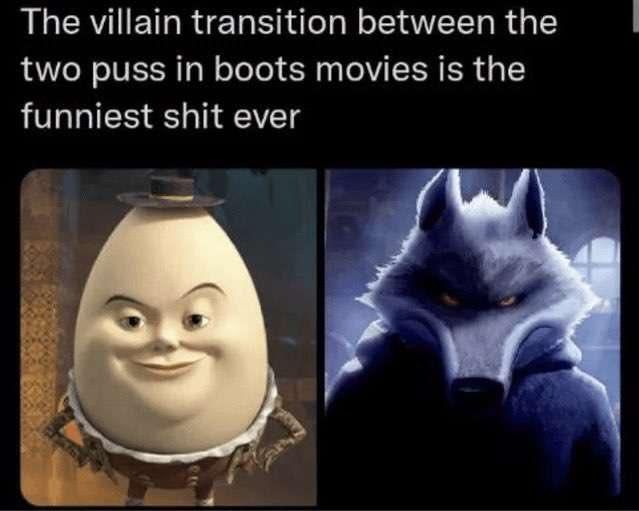 The villain transition between the
two puss in boots movies is the
funniest shit ever